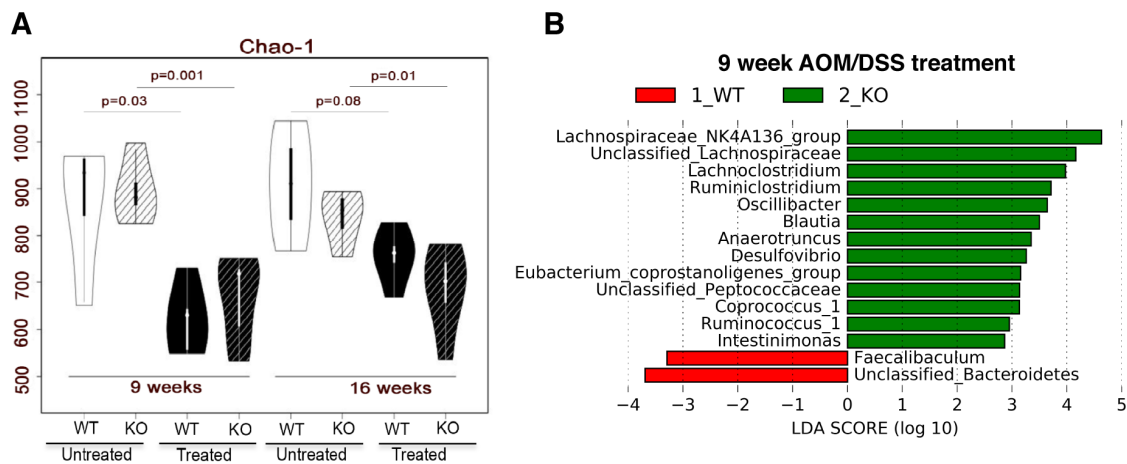 A
Chao-1
p=0.001
p=0.01
p=0.03
p=0.08
1100
1000
900
800
700
600
500
9 weeks
16 weeks
WT KO WT KO WT KO WT KO
Untreated Treated Untreated Treated
B
9 week AOM/DSS treatment
1_WT 2_KO
Lachnospiraceae_NK4A136_group
Unclassified_Lachnospiraceae
Lachnoclostridium
Ruminiclostridium
Oscillibacter
Blautia
Anaerotruncus
Desulfovibrio
Eubacterium_coprostanoligenes_group
Unclassified_Peptococcaceae
Coprococcus_1
Ruminococcus_1
Intestinimonas
Faecalibaculum
Unclassified_Bacteroidetes
−4 −3 −2 −1 0 1 2 3 4 5
LDA SCORE (log 10)